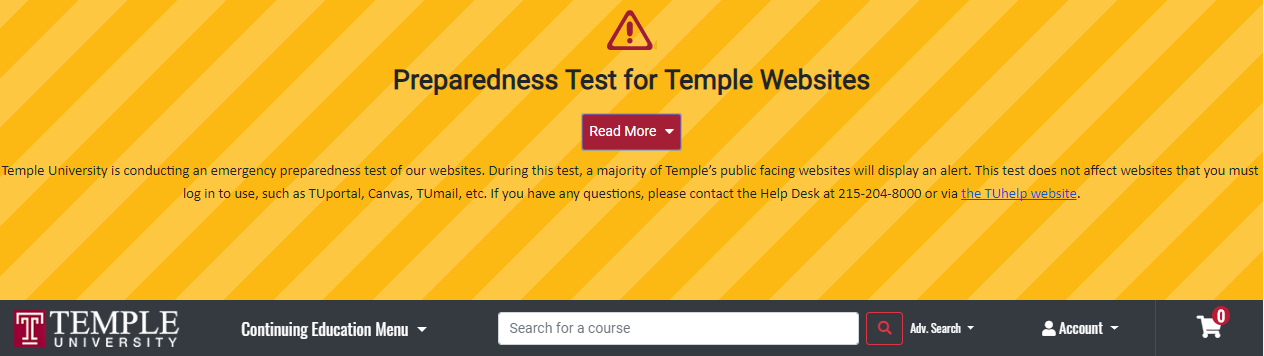 Preparedness Test for Temple Websites
Read More
Temple University is conducting an emergency preparedness test of our websites. During this test, a majority of Temple’s public facing websites will display an alert. This test does not affect websites that you must
log in to use, such as TUportal, Canvas, TUmail, etc. If you have any questions, please contact the Help Desk at 215-204-8000 or via the TUhelp website.
T TEMPLE
UNIVERSITY
Continuing Education Menu
Search for a course
Adv. Search
Account
0